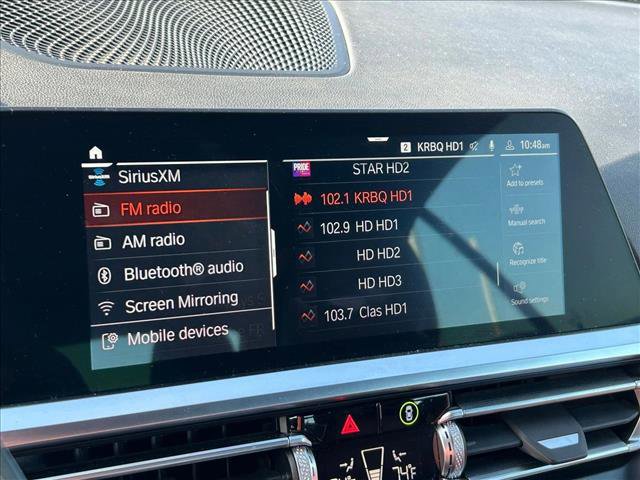 2 KRBQ HD1 10:48am
SiriusXM
FM radio
AM radio
Bluetooth® audio
Screen Mirroring
Mobile devices
PRIDE
STAR HD2
102.1 KRBQ HD1
102.9 HD HD1
HD HD2
HD HD3
103.7 Clas HD1
Add to presets
Manual search
Recognize title
Sound settings
74°F